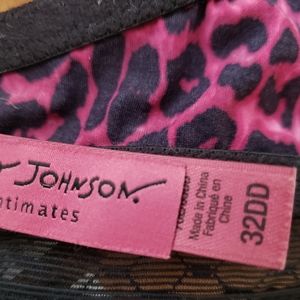 Y JOHNSON.
ntimates
Made in China
Fabriqué en
Chine
32DD